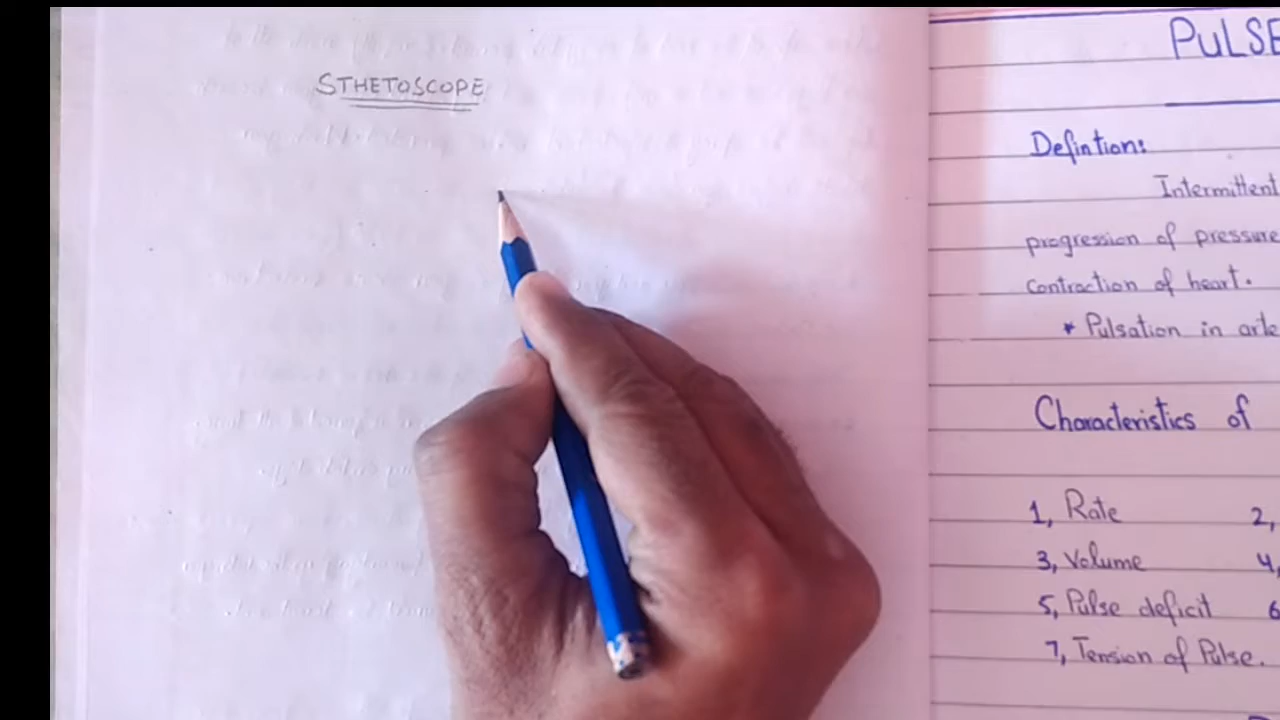 STHETOSCOPE
PULSE
Defintion:
Intermittent
progression of pressure
contraction of heart.
* Pulsation in arte
Characteristics of
1, Rate 2,
3, Volume 4,
5, Pulse deficit 6
7, Tension of Pulse.